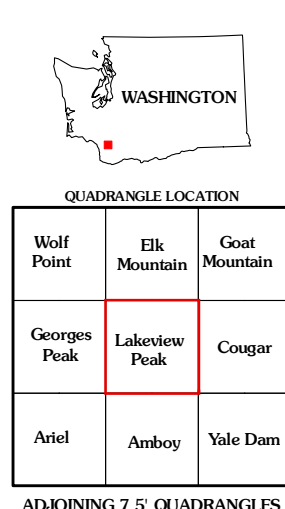 WASHINGTON
QUADRANGLE LOCATION
Wolf
Point
Elk
Mountain
Goat
Mountain
Georges
Peak
Lakeview
Peak
Cougar
Ariel
Amboy
Yale Dam
ADJOINING 7.5' QUADRANGLES